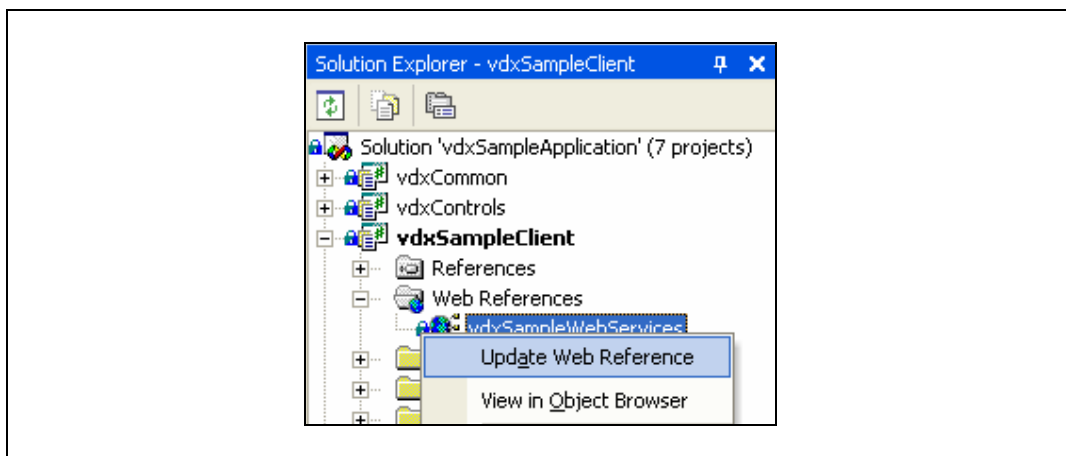 Solution Explorer - vdxSampleClient
Solution 'vdxSampleApplication' (7 projects)
vdxCommon
vdxControls
vdxSampleClient
References
Web References
vdxSampleWebServices
Update Web Reference
View in Object Browser